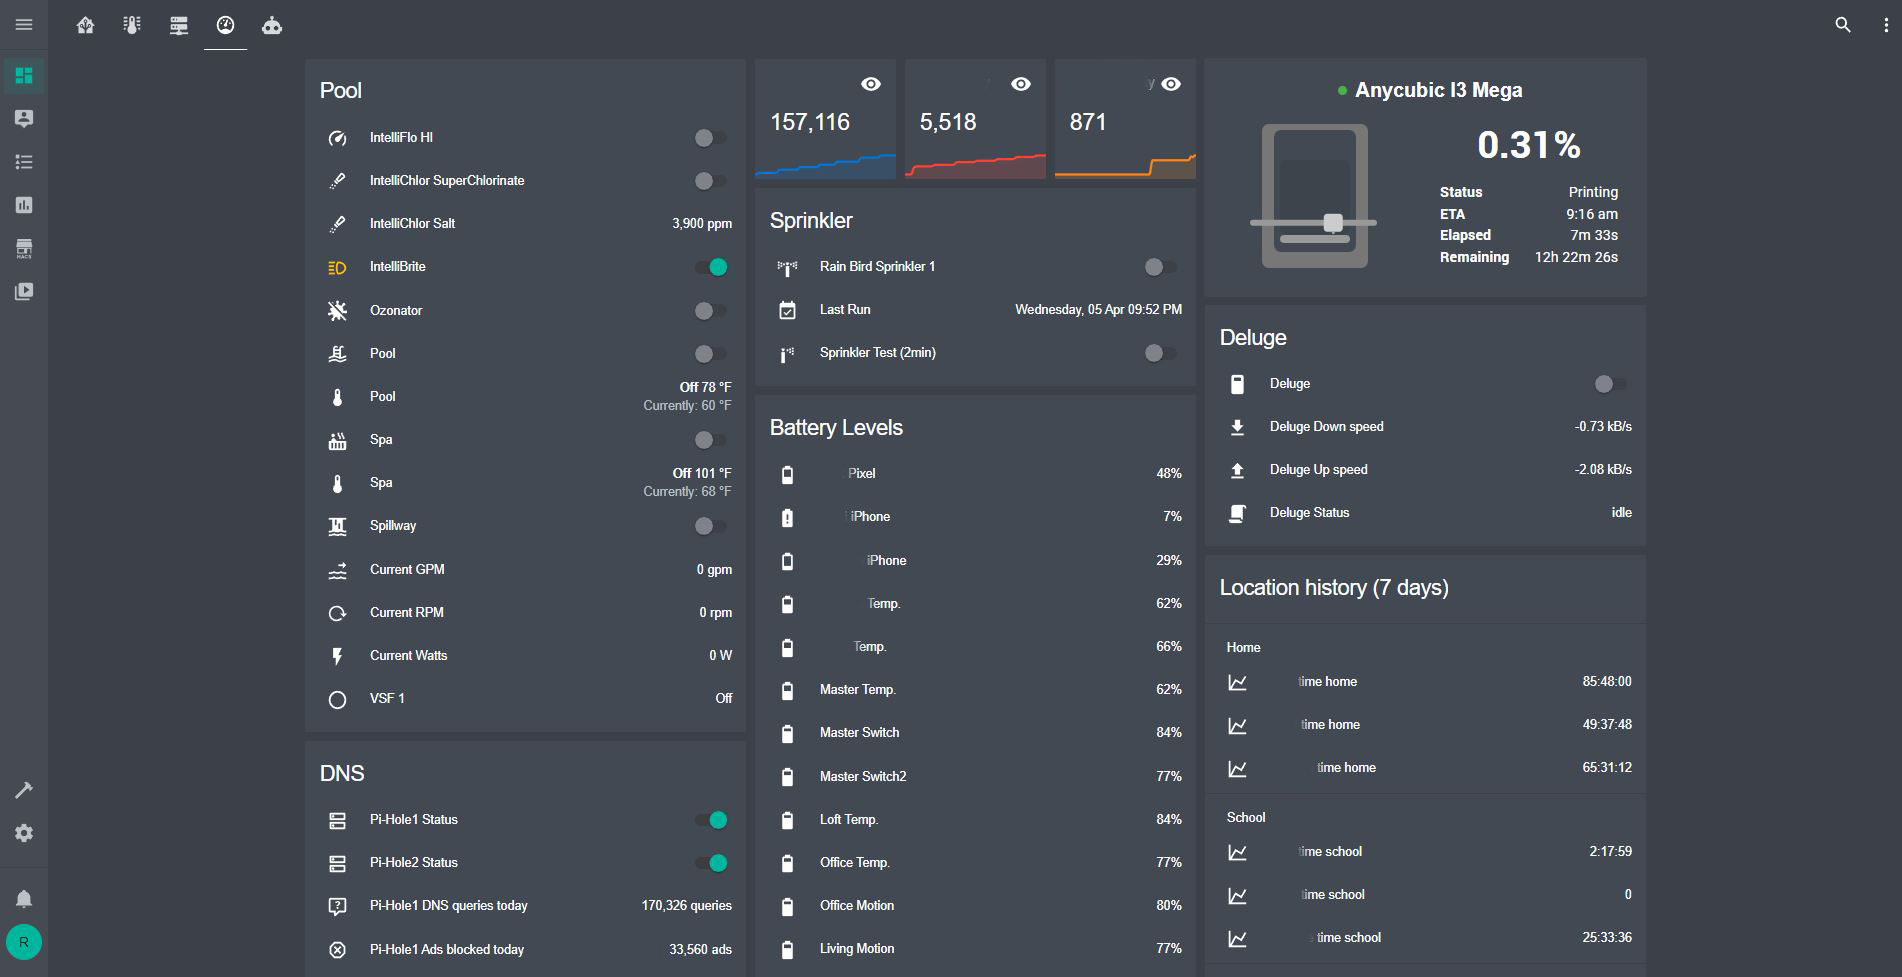 HACS
R
Pool
IntelliFlo HI
IntelliChlor SuperChlorinate
IntelliChlor Salt 3,900 ppm
IntelliBrite
Ozonator
Pool
Pool Off 78 °F
Currently: 60 °F
Spa
Spa Off 101 °F
Currently: 68 °F
Spillway
Current GPM 0 gpm
Current RPM 0 rpm
Current Watts 0 W
VSF 1 Off
DNS
Pi-Hole1 Status
Pi-Hole2 Status
Pi-Hole1 DNS queries today 170,326 queries
Pi-Hole1 Ads blocked today 33,560 ads
157,116
5,518
y
871
Sprinkler
Rain Bird Sprinkler 1
Last Run Wednesday, 05 Apr 09:52 PM
Sprinkler Test (2min)
Battery Levels
Pixel 48%
iPhone 7%
iPhone 29%
Temp. 62%
Temp. 66%
Master Temp. 62%
Master Switch 84%
Master Switch2 77%
Loft Temp. 84%
Office Temp. 77%
Office Motion 80%
Living Motion 77%
Anycubic I3 Mega
0.31%
Status Printing
ETA 9:16 am
Elapsed 7m 33s
Remaining 12h 22m 26s
Deluge
Deluge
Deluge Down speed -0.73 kB/s
Deluge Up speed -2.08 kB/s
Deluge Status idle
Location history (7 days)
Home
time home 85:48:00
time home 49:37:48
time home 65:31:12
School
time school 2:17:59
time school 0
time school 25:33:36